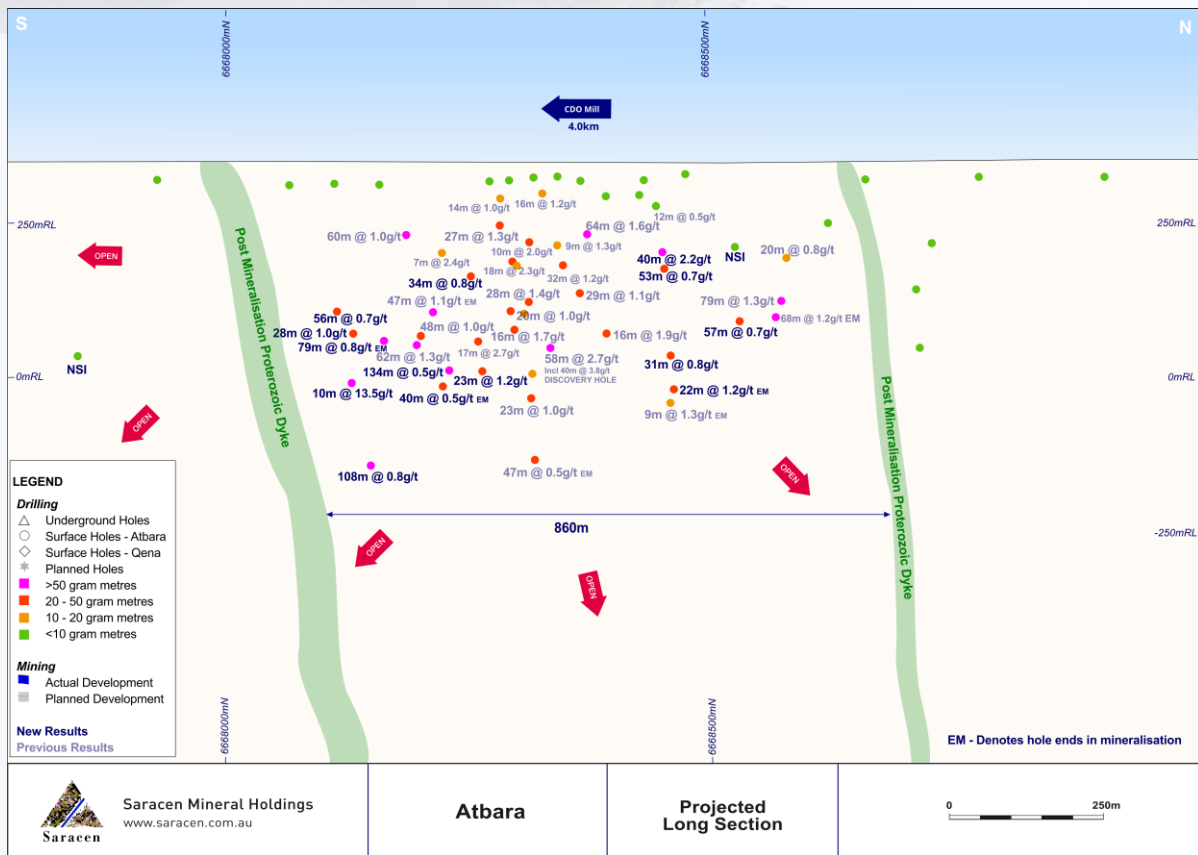 S
N
6668000mN
6668500mN
CDO Mill
4.0km
250mRL
250mRL
0mRL
0mRL
-250mRL
OPEN
OPEN
OPEN
OPEN
OPEN
Post Mineralisation Proterozoic Dyke
Post Mineralisation Proterozoic Dyke
14m @ 1.0g/t
16m @ 1.2g/t
12m @ 0.5g/t
60m @ 1.0g/t
27m @ 1.3g/t
64m @ 1.6g/t
10m @ 2.0g/t
9m @ 1.3g/t
7m @ 2.4g/t
18m @ 2.3g/t
40m @ 2.2g/t
NSI
20m @ 0.8g/t
34m @ 0.8g/t
32m @ 1.2g/t
53m @ 0.7g/t
47m @ 1.1g/t EM
28m @ 1.4g/t
29m @ 1.1g/t
79m @ 1.3g/t
56m @ 0.7g/t
20m @ 1.0g/t
68m @ 1.2g/t EM
28m @ 1.0g/t
48m @ 1.0g/t
16m @ 1.7g/t
16m @ 1.9g/t
57m @ 0.7g/t
79m @ 0.8g/t EM
62m @ 1.3g/t
17m @ 2.7g/t
58m @ 2.7g/t
Incl 40m @ 3.8g/t
DISCOVERY HOLE
31m @ 0.8g/t
NSI
134m @ 0.5g/t
23m @ 1.2g/t
10m @ 13.5g/t
40m @ 0.5g/t EM
22m @ 1.2g/t EM
23m @ 1.0g/t
9m @ 1.3g/t EM
108m @ 0.8g/t
47m @ 0.5g/t EM
860m
LEGEND
Drilling
Underground Holes
Surface Holes - Atbara
Surface Holes - Qena
Planned Holes
>50 gram metres
20 - 50 gram metres
10 - 20 gram metres
<10 gram metres
Mining
Actual Development
Planned Development
New Results
Previous Results
6668000mN
6668500mN
EM - Denotes hole ends in mineralisation
Saracen
Saracen Mineral Holdings
www.saracen.com.au
Atbara
Projected
Long Section
0 250m